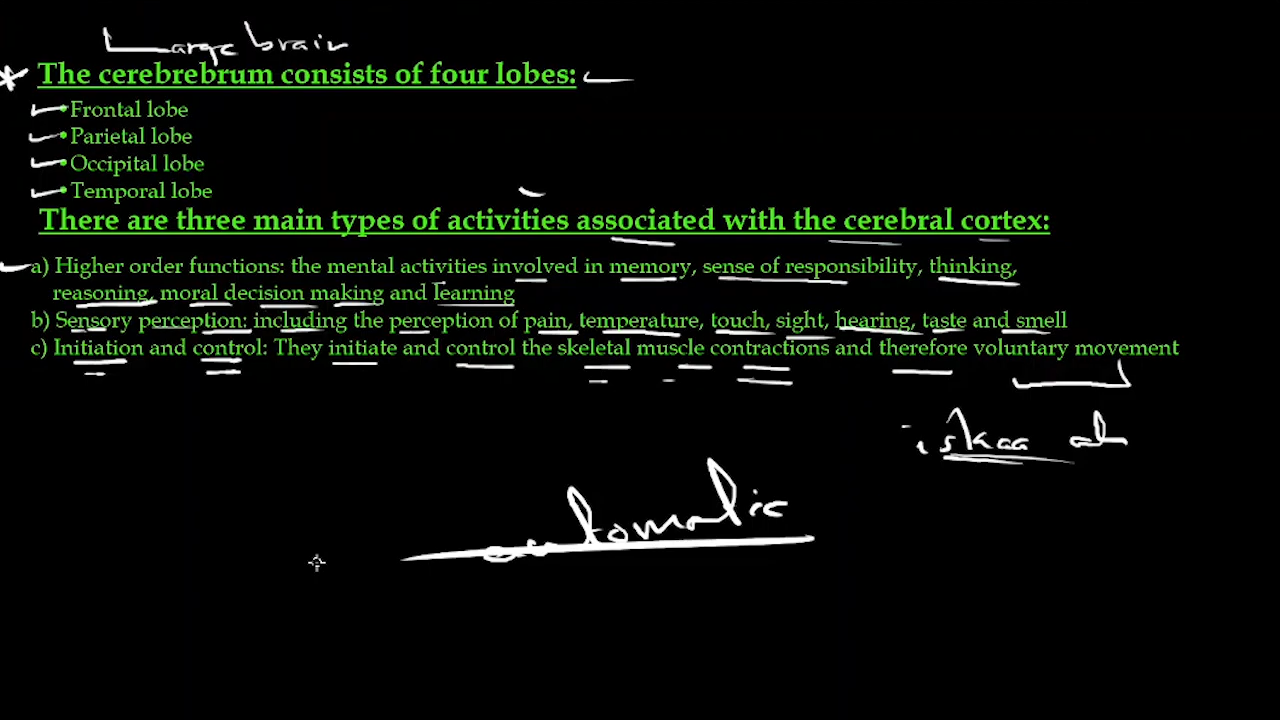 Large brain
The cerebrebrum consists of four lobes:
•Frontal lobe
•Parietal lobe
•Occipital lobe
•Temporal lobe
There are three main types of activities associated with the cerebral cortex:
a) Higher order functions: the mental activities involved in memory, sense of responsibility, thinking,
reasoning, moral decision making and learning
b) Sensory perception: including the perception of pain, temperature, touch, sight, hearing, taste and smell
c) Initiation and control: They initiate and control the skeletal muscle contractions and therefore voluntary movement
iskaa ah
automatic